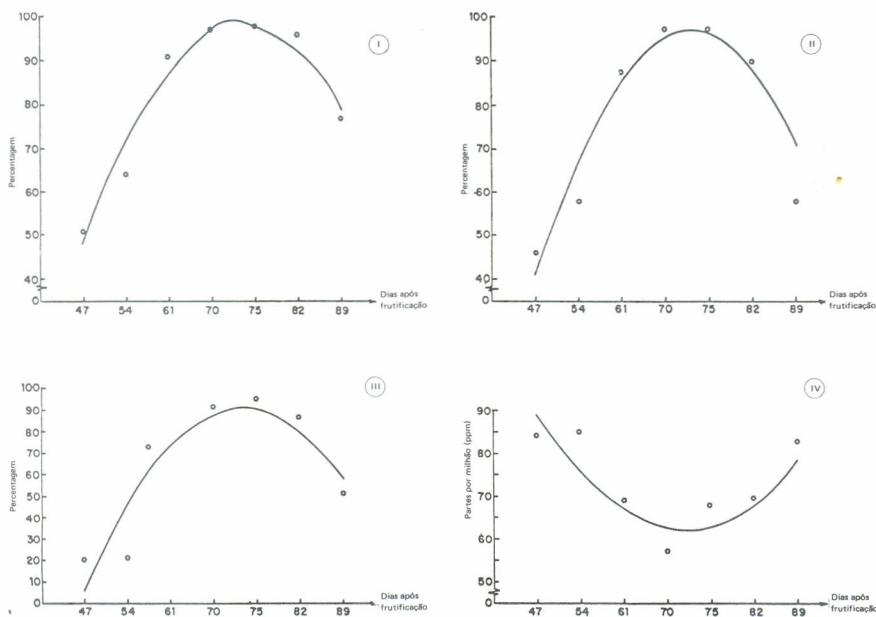 I
100
90
80
70
60
50
40
0
Percentagem
47 54 61 70 75 82 89
Dias após
frutificação
II
100
90
80
70
60
50
40
0
Percentagem
47 54 61 70 75 82 89
Dias após
frutificação
III
100
90
80
70
60
50
40
30
20
10
0
Percentagem
47 54 61 70 75 82 89
Dias após
frutificação
IV
90
80
70
60
50
0
Partes por milhão (ppm)
47 54 61 70 75 82 89
Dias após
frutificação